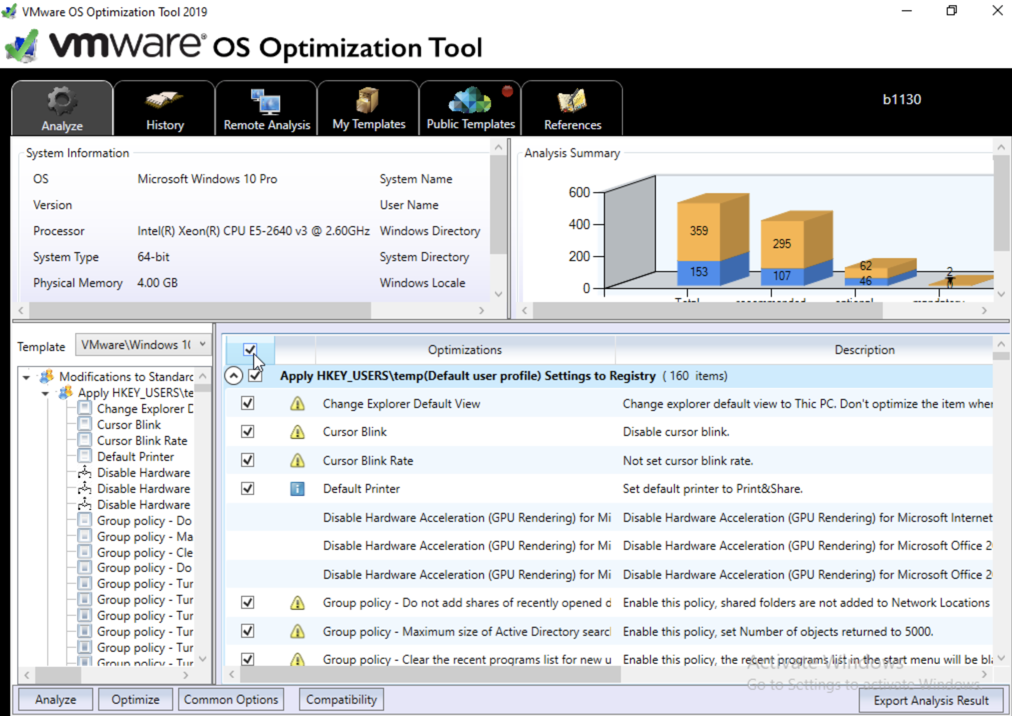 VMware OS Optimization Tool 2019
vmware® OS Optimization Tool
Analyze History Remote Analysis My Templates Public Templates References b1130
System Information
OS Microsoft Windows 10 Pro System Name
Version User Name
Processor Intel(R) Xeon(R) CPU E5-2640 v3 @ 2.60GHz Windows Directory
System Type 64-bit System Directory
Physical Memory 4.00 GB Windows Locale
Analysis Summary
600
400
200
0
359
153
295
107
62
46
2
Template VMware\Windows 1(
Modifications to Standarc
Apply HKEY_USERS\te
Change Explorer D
Cursor Blink
Cursor Blink Rate
Default Printer
Disable Hardware
Disable Hardware
Disable Hardware
Group policy - Do
Group policy - Ma
Group policy - Cle
Group policy - Do
Group policy - Tur
Group policy - Tur
Group policy - Tur
Group policy - Tur
Group policy - Tur
Group policy - Tur
Optimizations Description
Apply HKEY_USERS\temp(Default user profile) Settings to Registry ( 160 items)
Change Explorer Default View Change explorer default view to Thic PC. Don't optimize the item wher
Cursor Blink Disable cursor blink.
Cursor Blink Rate Not set cursor blink rate.
Default Printer Set default printer to Print&Share.
Disable Hardware Acceleration (GPU Rendering) for Mi Disable Hardware Acceleration (GPU Rendering) for Microsoft Internet
Disable Hardware Acceleration (GPU Rendering) for Mi Disable Hardware Acceleration (GPU Rendering) for Microsoft Office 2
Disable Hardware Acceleration (GPU Rendering) for Mi Disable Hardware Acceleration (GPU Rendering) for Microsoft Office 2
Group policy - Do not add shares of recently opened d Enable this policy, shared folders are not added to Network Locations
Group policy - Maximum size of Active Directory searc Enable this policy, set Number of objects returned to 5000.
Group policy - Clear the recent programs list for new u Enable this policy, the recent programs list in the start menu will be bla
Activate Windows
Go to Settings to activate Windows.
Analyze Optimize Common Options Compatibility Export Analysis Result